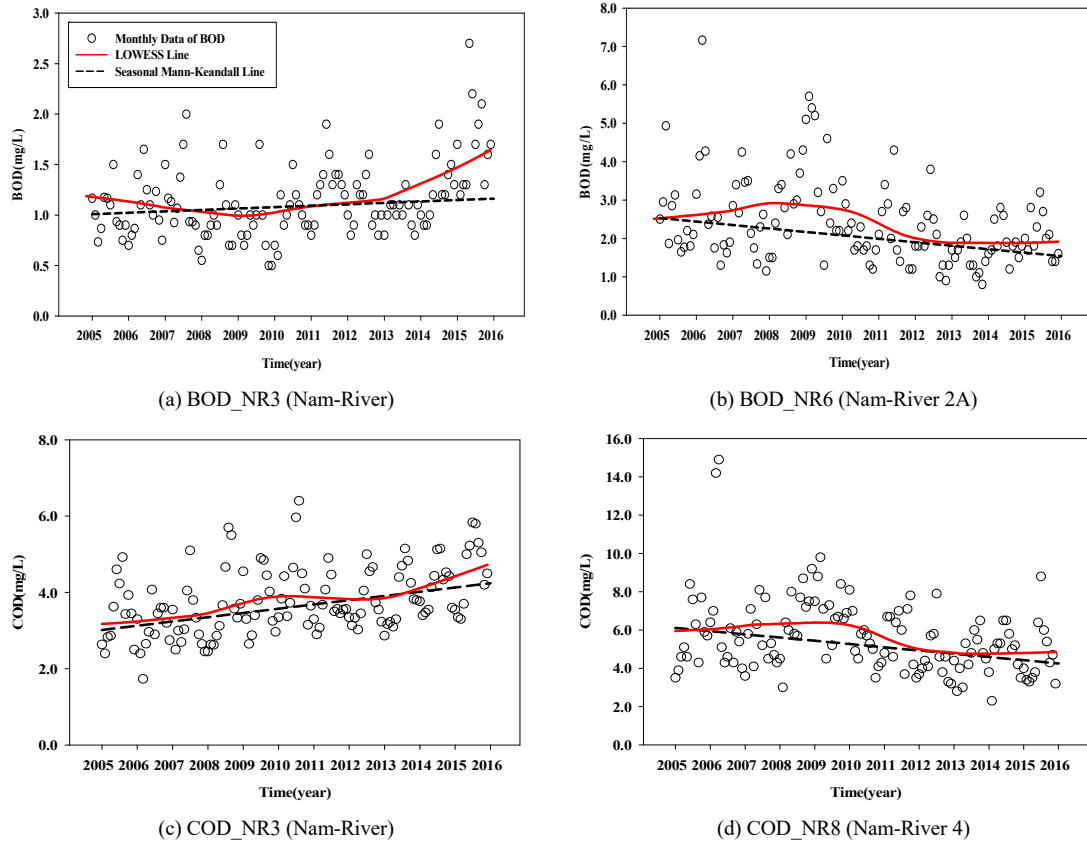 3.0
2.5
2.0
1.5
1.0
0.5
0.0
BOD(mg/L)
Monthly Data of BOD
LOWESS Line
Seasonal Mann-Keandall Line
2005 2006 2007 2008 2009 2010 2011 2012 2013 2014 2015 2016
Time(year)
(a) BOD_NR3 (Nam-River)
8.0
7.0
6.0
5.0
4.0
3.0
2.0
1.0
0.0
BOD(mg/L)
2005 2006 2007 2008 2009 2010 2011 2012 2013 2014 2015 2016
Time(year)
(b) BOD_NR6 (Nam-River 2A)
8.0
6.0
4.0
2.0
0.0
COD(mg/L)
2005 2006 2007 2008 2009 2010 2011 2012 2013 2014 2015 2016
Time(year)
(c) COD_NR3 (Nam-River)
16.0
14.0
12.0
10.0
8.0
6.0
4.0
2.0
0.0
COD(mg/L)
2005 2006 2007 2008 2009 2010 2011 2012 2013 2014 2015 2016
Time(year)
(d) COD_NR8 (Nam-River 4)